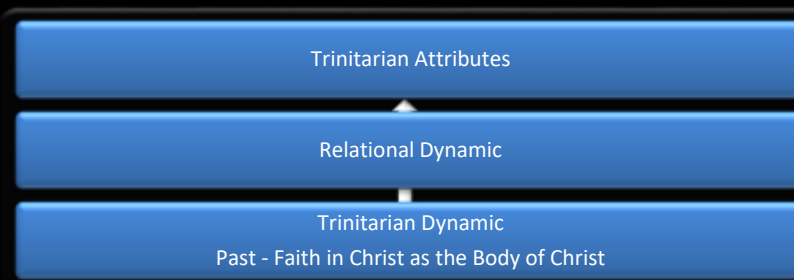 Trinitarian Attributes
Relational Dynamic
Trinitarian Dynamic
Past - Faith in Christ as the Body of Christ